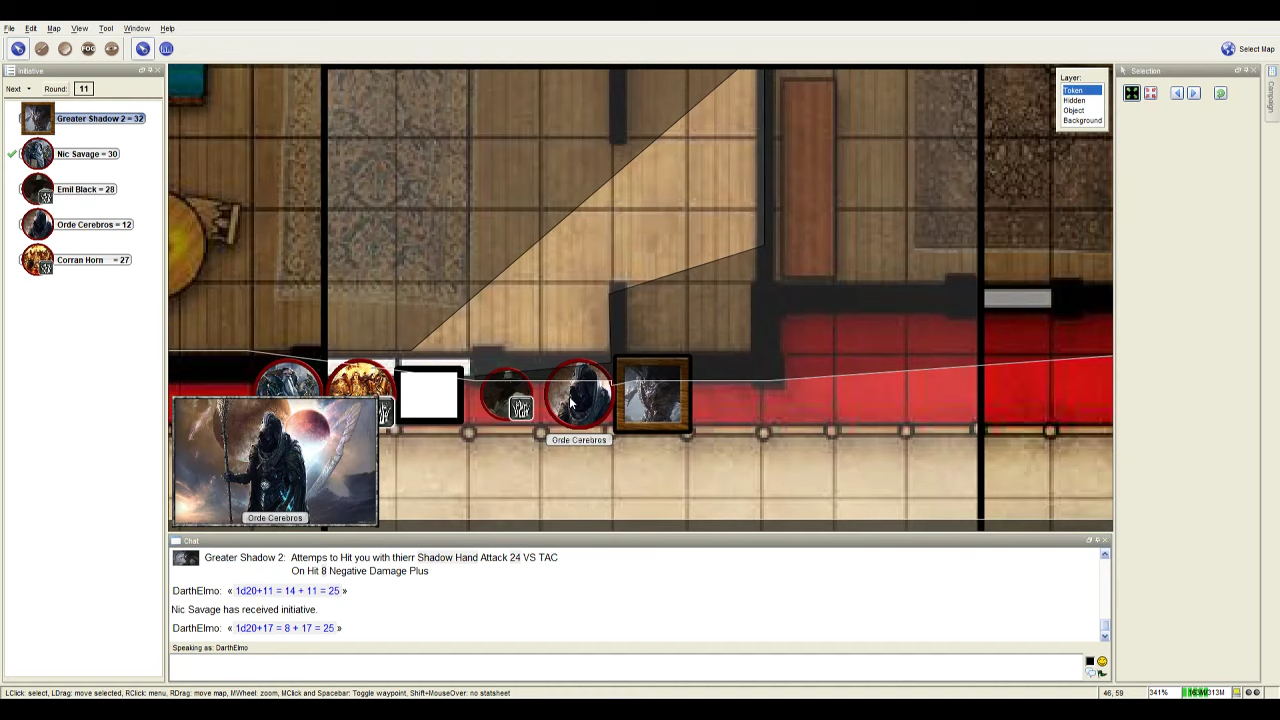 File Edit Map View Tool Window Help
FOG
Select Map
Initiative
Next Round: 11
Greater Shadow 2 = 32
Nic Savage = 30
Emil Black = 28
Orde Cerebros = 12
Corran Horn = 27
Layer:
Token
Hidden
Object
Background
Selection
Campaign
Orde Cerebros
Orde Cerebros
Chat
Greater Shadow 2: Attemps to Hit you with thierr Shadow Hand Attack 24 VS TAC
On Hit 8 Negative Damage Plus
DarthElmo: « 1d20+11 = 14 + 11 = 25 »
Nic Savage has received initiative.
DarthElmo: « 1d20+17 = 8 + 17 = 25 »
Speaking as: DarthElmo
LClick: select, LDrag: move selected, RClick: menu, RDrag: move map, MWheel: zoom, MClick and Spacebar: Toggle waypoint, Shift+MouseOver: no statsheet
46, 59
341%